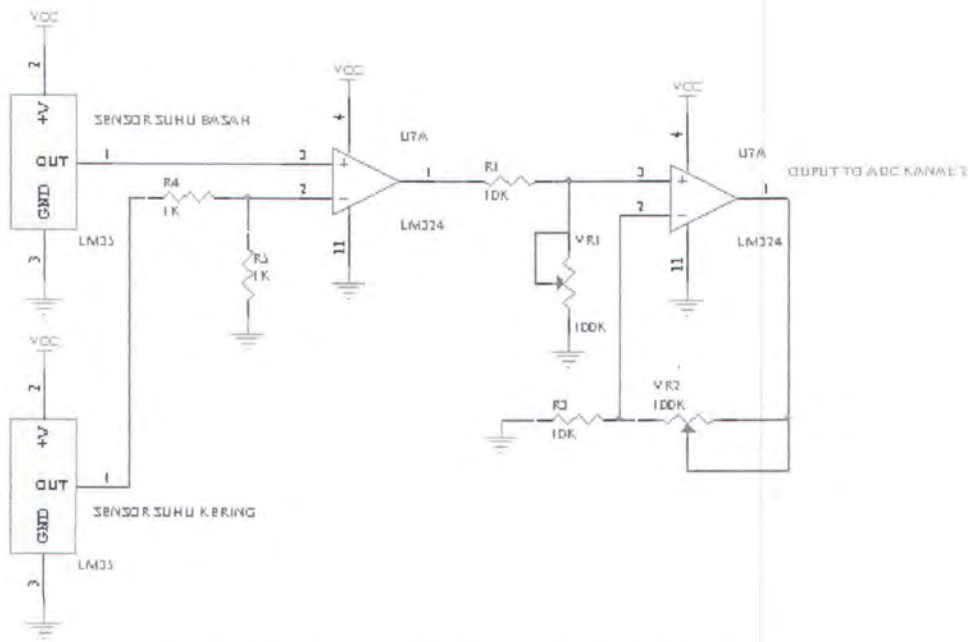 VCC
2
+V
SENSOR SUHU BASAH
OUT
1
GND
LM35
3
VCC
2
+V
OUT
1
GND
SENSOR SUHU KERING
LM35
3
R4
1K
R5
1K
VCC
4
U7A
3
+
2
-
1
LM324
11
R1
10K
VR1
100K
VCC
4
U7A
3
+
2
-
1
LM324
11
OUPUT TO ADC KANAL
R3
10K
VR2
100K